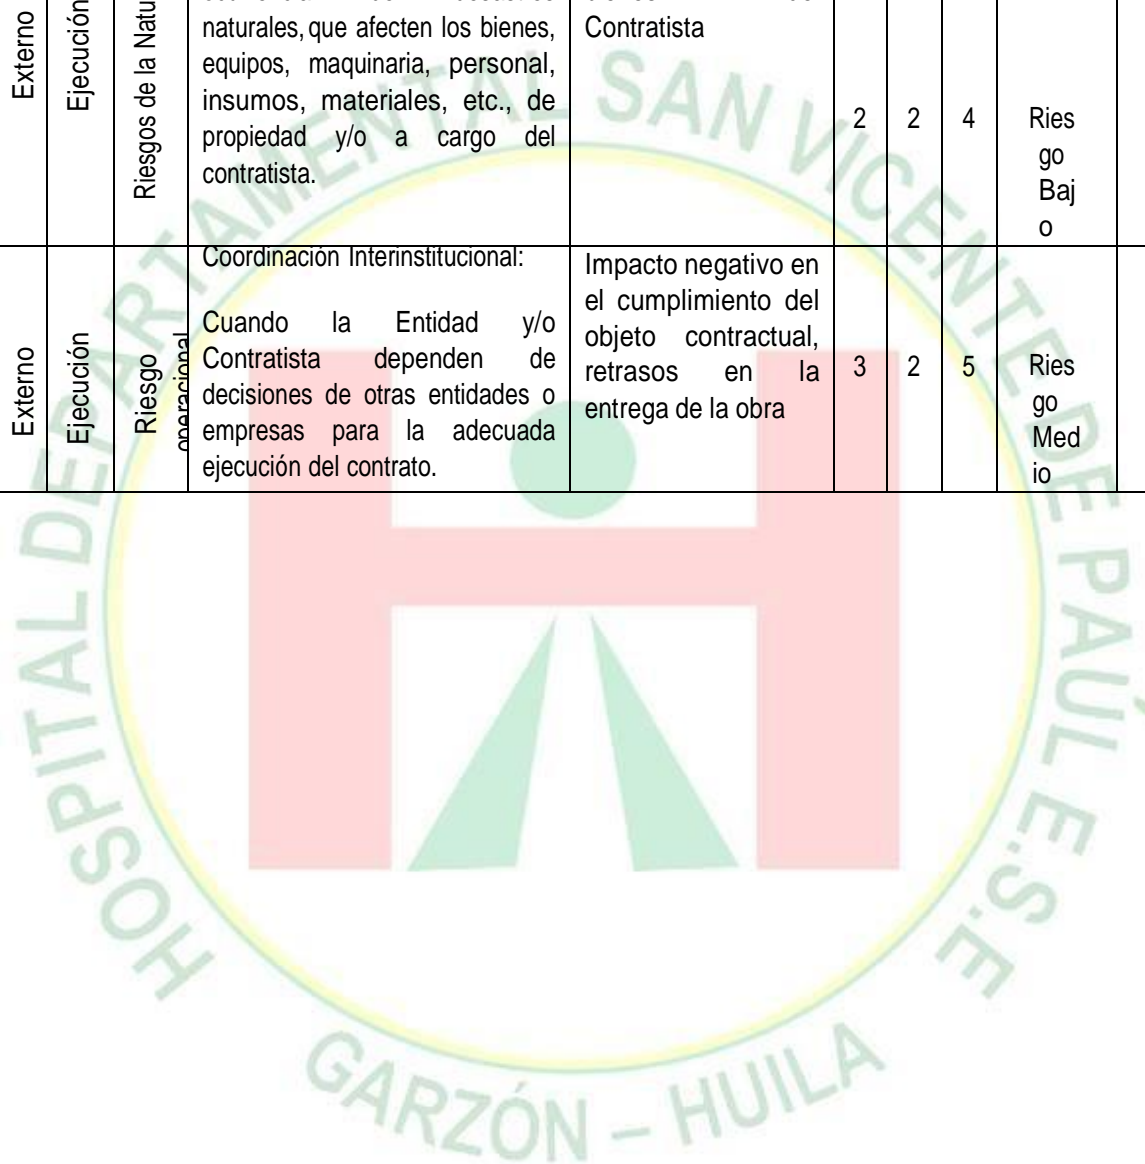 Externo
Ejecución
Riesgos de la
naturales, que afecten los bienes,
equipos, maquinaria, personal,
insumos, materiales, etc., de
propiedad y/o a cargo del
contratista.
Contratista
2
2
4
Ries
go
Baj
o
Externo
Ejecución
Riesgo
operacional
Coordinación Interinstitucional:
Cuando la Entidad y/o
Contratista dependen de
decisiones de otras entidades o
empresas para la adecuada
ejecución del contrato.
Impacto negativo en
el cumplimiento del
objeto contractual,
retrasos en la
entrega de la obra
3
2
5
Ries
go
Med
io
HOSPITAL DEPARTAMENTAL SAN VICENTE DE PAÚL E.S.E
GARZÓN – HUILA